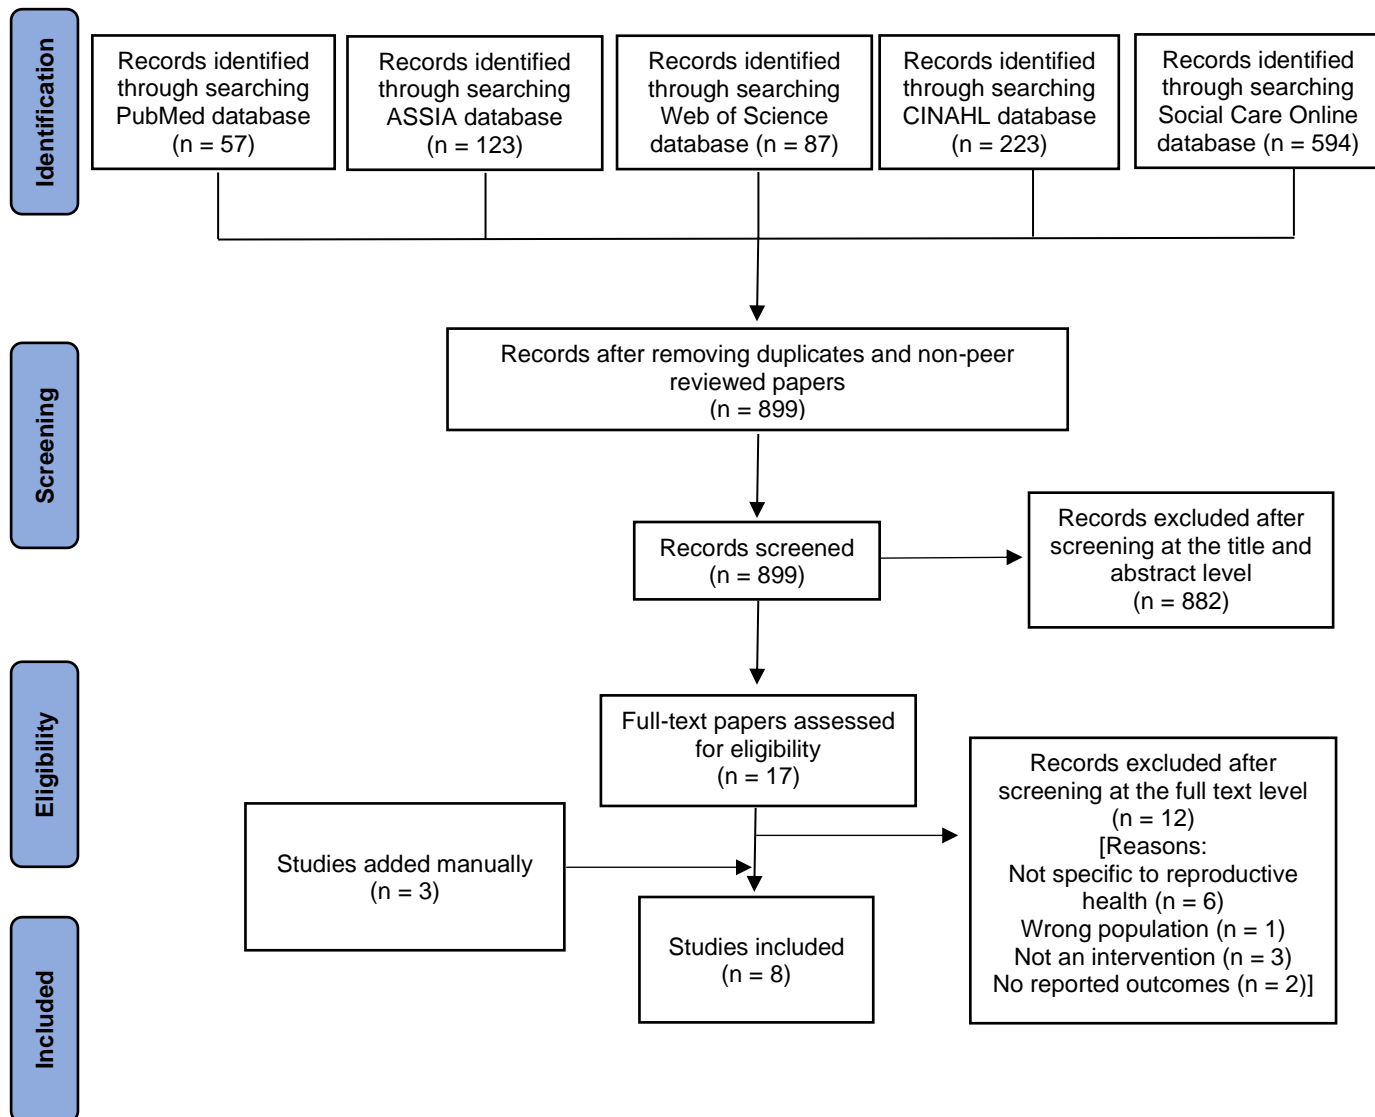 Identification
Records identified
through searching
PubMed database
(n = 57)
Records identified
through searching
ASSIA database
(n = 123)
Records identified
through searching
Web of Science
database (n = 87)
Records identified
through searching
CINAHL database
(n = 223)
Records identified
through searching
Social Care Online
database (n = 594)
Screening
Records after removing duplicates and non-peer
reviewed papers
(n = 899)
Records screened
(n = 899)
Records excluded after
screening at the title and
abstract level
(n = 882)
Eligibility
Full-text papers assessed
for eligibility
(n = 17)
Records excluded after
screening at the full text level
(n = 12)
[Reasons:
Not specific to reproductive
health (n = 6)
Wrong population (n = 1)
Not an intervention (n = 3)
No reported outcomes (n = 2)]
Studies added manually
(n = 3)
Included
Studies included
(n = 8)